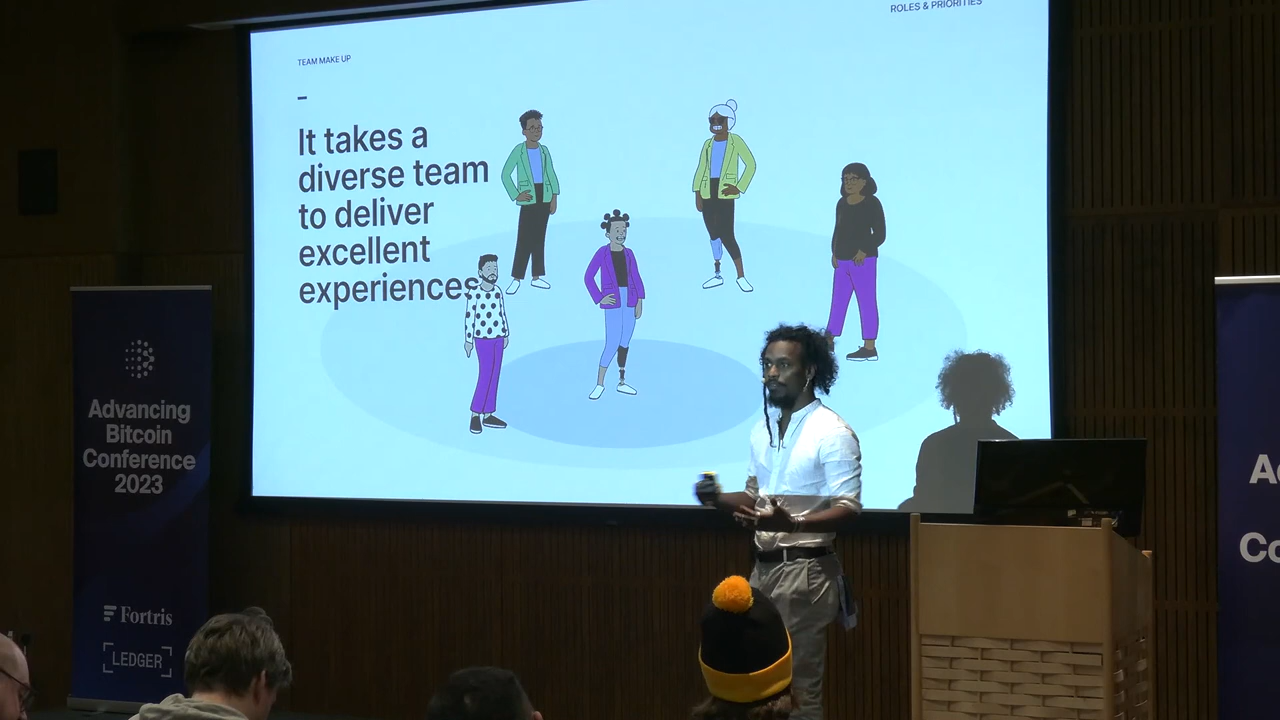 ROLES & PRIORITIES
TEAM MAKE UP
It takes a
diverse team
to deliver
excellent
experiences
Advancing
Bitcoin
Conference
2023
Fortris
LEDGER
A
Co